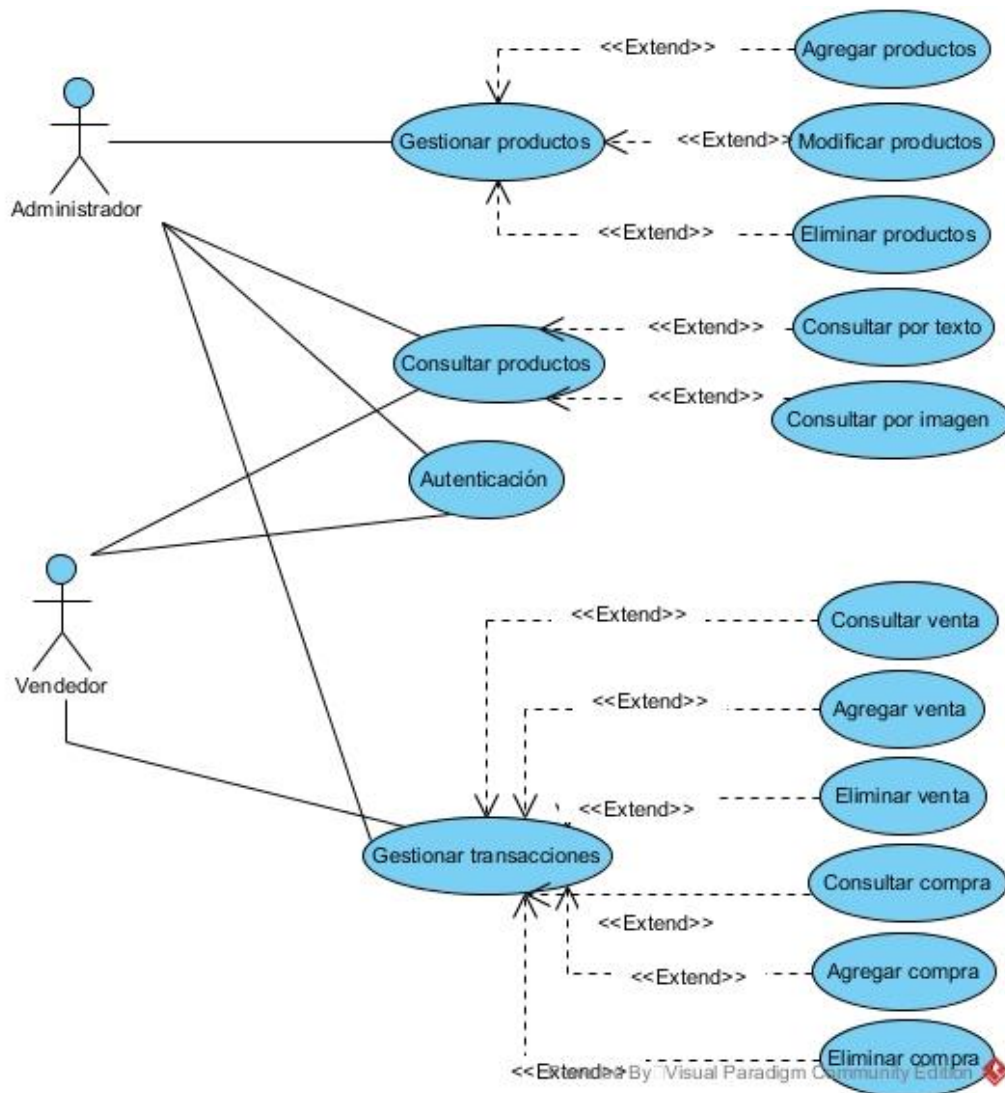 <<Extend>>
Agregar productos
Gestionar productos
<<Extend>>
Modificar productos
Administrador
<<Extend>>
Eliminar productos
<<Extend>>
Consultar por texto
Consultar productos
<<Extend>>
Consultar por imagen
Autenticación
Vendedor
<<Extend>>
Consultar venta
<<Extend>>
Agregar venta
<<Extend>>
Eliminar venta
Gestionar transacciones
Consultar compra
<<Extend>>
Agregar compra
<<Extend>>
Eliminar compra
<<Extend>>
By Visual Paradigm Community Edition